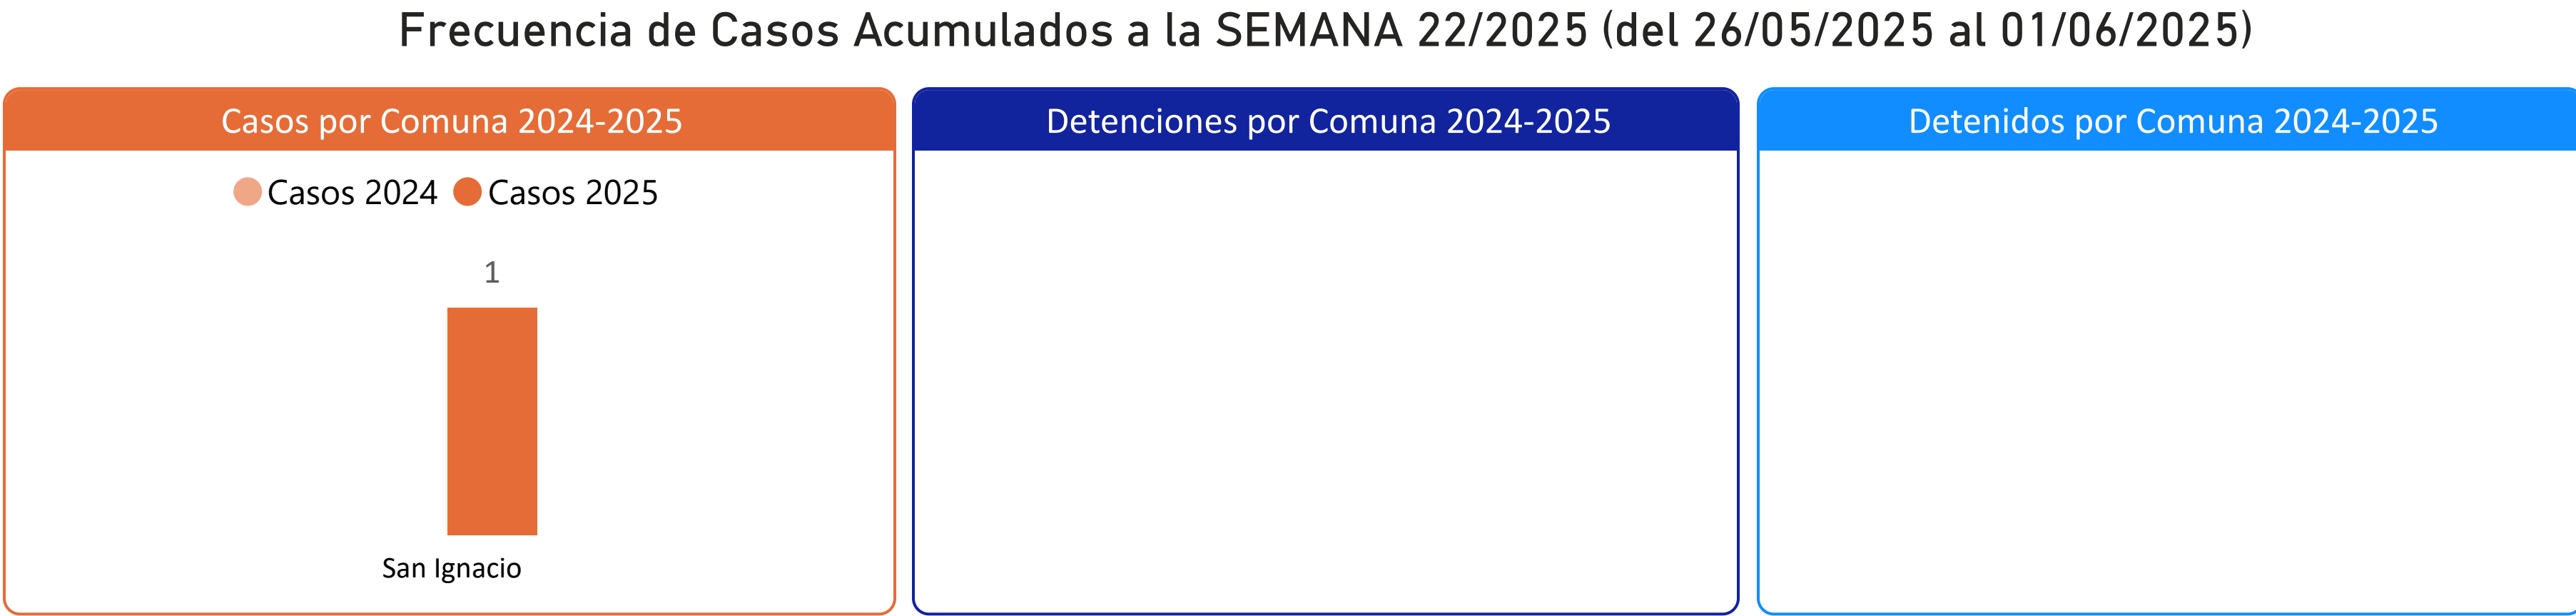 Frecuencia de Casos Acumulados a la SEMANA 22/2025 (del 26/05/2025 al 01/06/2025)
Casos por Comuna 2024-2025
Casos 2024 Casos 2025
1
San Ignacio
Detenciones por Comuna 2024-2025
Detenidos por Comuna 2024-2025